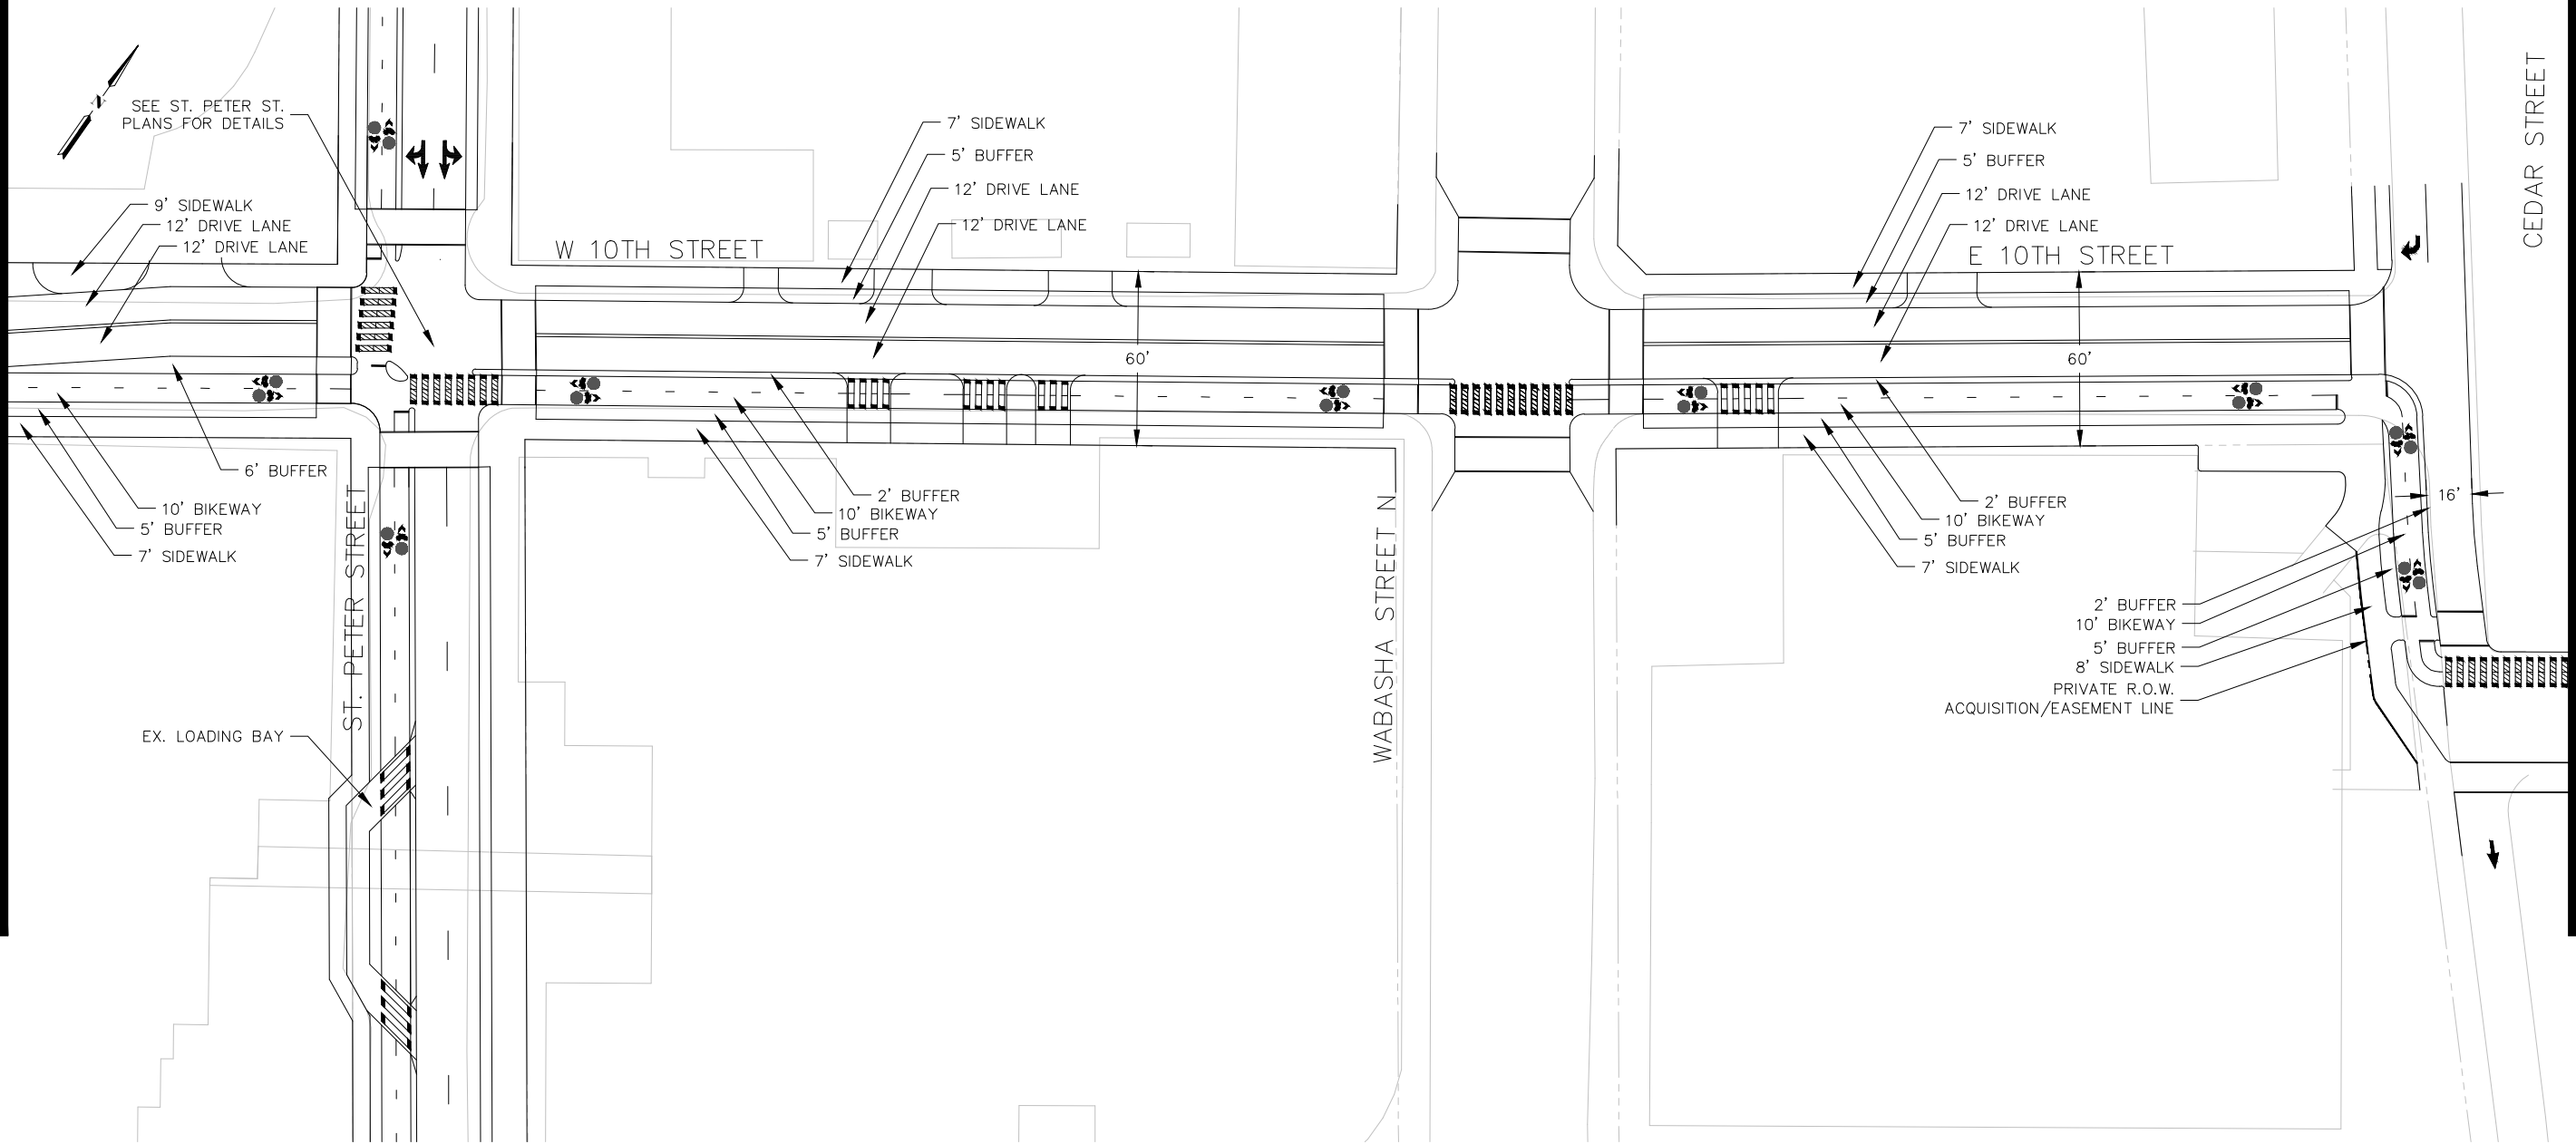 N
SEE ST. PETER ST.
PLANS FOR DETAILS
9' SIDEWALK
12' DRIVE LANE
12' DRIVE LANE
6' BUFFER
10' BIKEWAY
5' BUFFER
7' SIDEWALK
ST. PETER STREET
EX. LOADING BAY
W 10TH STREET
7' SIDEWALK
5' BUFFER
12' DRIVE LANE
12' DRIVE LANE
60'
2' BUFFER
10' BIKEWAY
5' BUFFER
7' SIDEWALK
WABASHA STREET N
7' SIDEWALK
5' BUFFER
12' DRIVE LANE
12' DRIVE LANE
E 10TH STREET
60'
2' BUFFER
10' BIKEWAY
5' BUFFER
7' SIDEWALK
CEDAR STREET
16'
2' BUFFER
10' BIKEWAY
5' BUFFER
8' SIDEWALK
PRIVATE R.O.W.
ACQUISITION/EASEMENT LINE